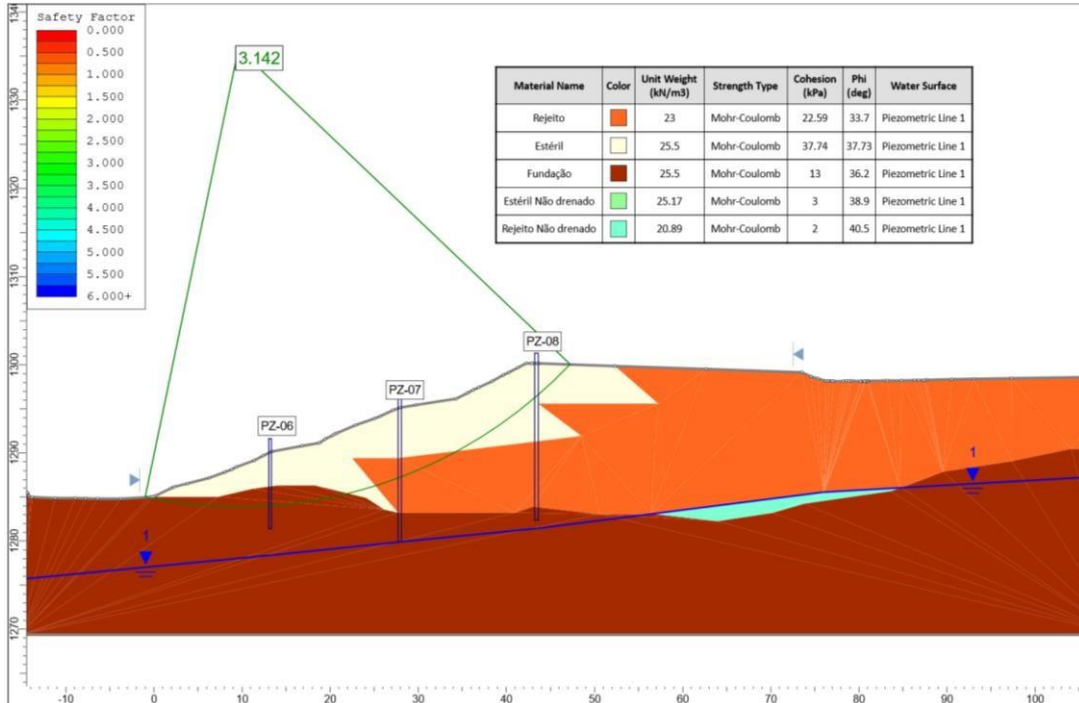 Safety Factor
0.000
0.500
1.000
1.500
2.000
2.500
3.000
3.500
4.000
4.500
5.000
5.500
6.000+
3.142
Material Name Color Unit Weight (kN/m3) Strength Type Cohesion (kPa) Phi (deg) Water Surface
Rejeito 23 Mohr-Coulomb 22.59 33.7 Piezometric Line 1
Estéril 25.5 Mohr-Coulomb 37.74 37.73 Piezometric Line 1
Fundação 25.5 Mohr-Coulomb 13 36.2 Piezometric Line 1
Estéril Não drenado 25.17 Mohr-Coulomb 3 38.9 Piezometric Line 1
Rejeito Não drenado 20.89 Mohr-Coulomb 2 40.5 Piezometric Line 1
1340
1330
1320
1310
1300
1290
1280
1270
PZ-08
PZ-07
PZ-06
1
1
-10 0 10 20 30 40 50 60 70 80 90 100